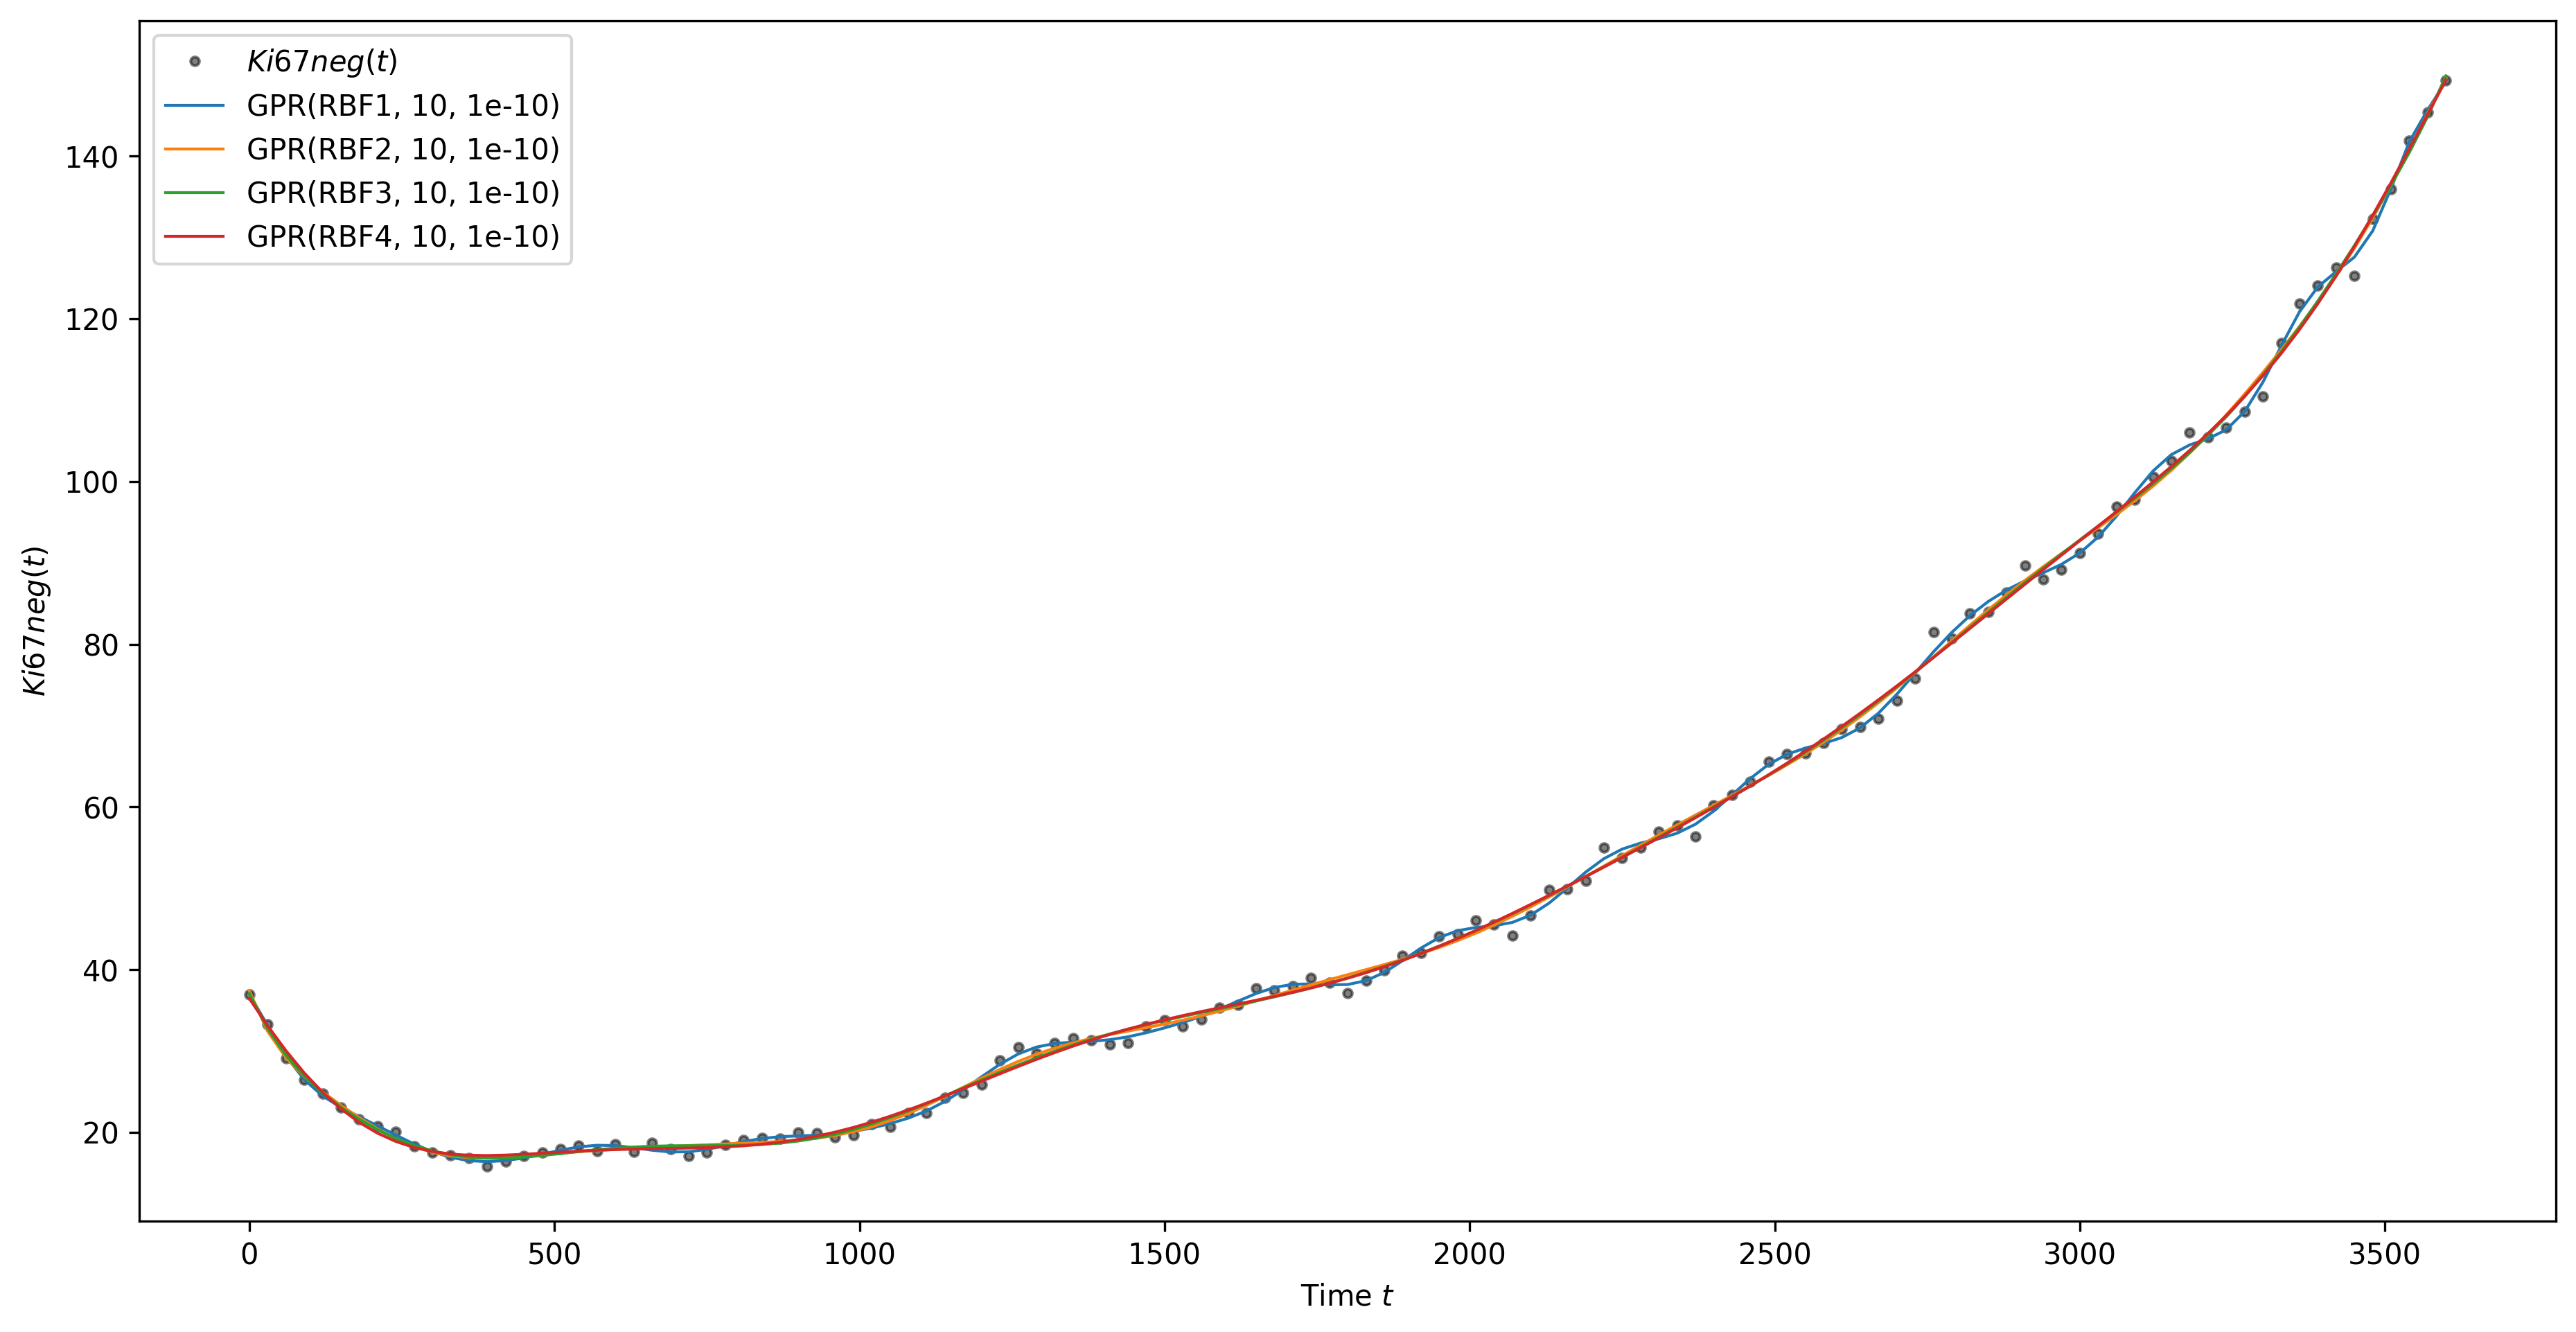 Ki67neg(t)
GPR(RBF1, 10, 1e-10)
GPR(RBF2, 10, 1e-10)
GPR(RBF3, 10, 1e-10)
GPR(RBF4, 10, 1e-10)
Ki67neg(t)
140
120
100
80
60
40
20
0 500 1000 1500 2000 2500 3000 3500
Time t